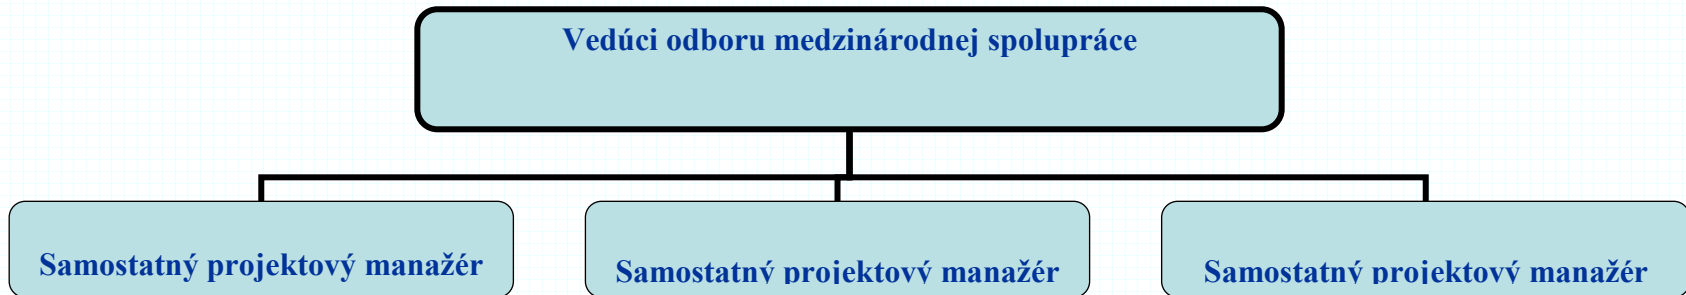 Vedúci odboru medzinárodnej spolupráce
Samostatný projektový manažér
Samostatný projektový manažér
Samostatný projektový manažér